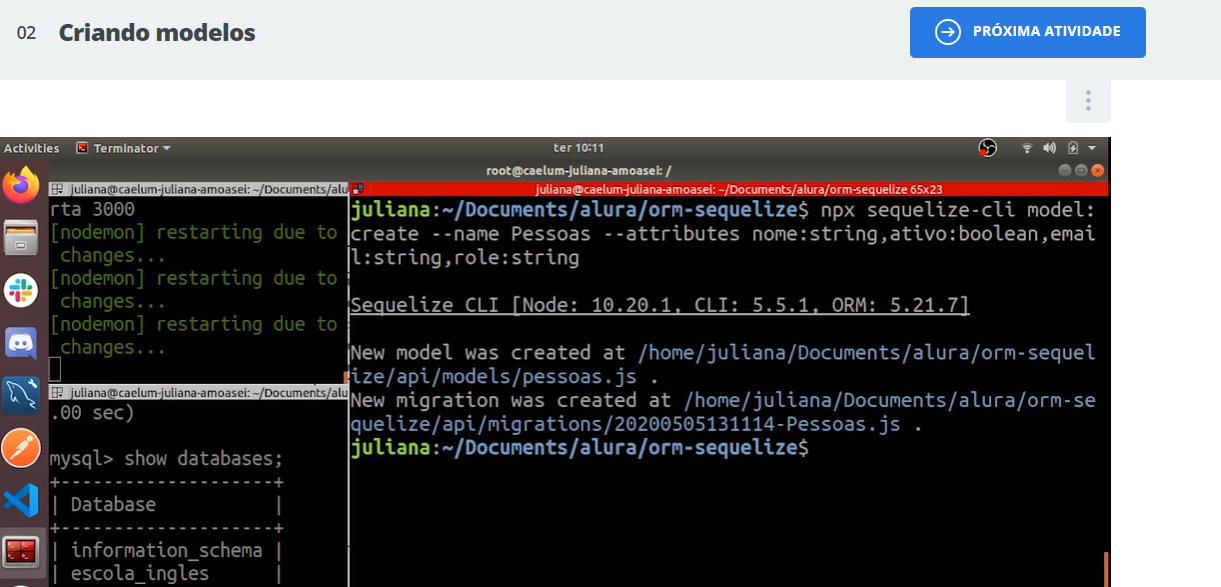 02 Criando modelos
PRÓXIMA ATIVIDADE
Activities Terminator ter 10:11
root@caelum-juliana-amoasei: /
juliana@caelum-juliana-amoasei: ~/Documents/alu
rta 3000
[nodemon] restarting due to
changes...
[nodemon] restarting due to
changes...
[nodemon] restarting due to
changes...
juliana@caelum-juliana-amoasei: ~/Documents/alu
.00 sec)
mysql> show databases;
+--------------------+
| Database |
+--------------------+
| information_schema |
| escola_ingles |
juliana@caelum-juliana-amoasei: ~/Documents/alura/orm-sequelize 65x23
juliana:~/Documents/alura/orm-sequelize$ npx sequelize-cli model:
create --name Pessoas --attributes nome:string,ativo:boolean,emai
l:string,role:string
Sequelize CLI [Node: 10.20.1, CLI: 5.5.1, ORM: 5.21.7]
New model was created at /home/juliana/Documents/alura/orm-sequel
ize/api/models/pessoas.js .
New migration was created at /home/juliana/Documents/alura/orm-se
quelize/api/migrations/20200505131114-Pessoas.js .
juliana:~/Documents/alura/orm-sequelize$